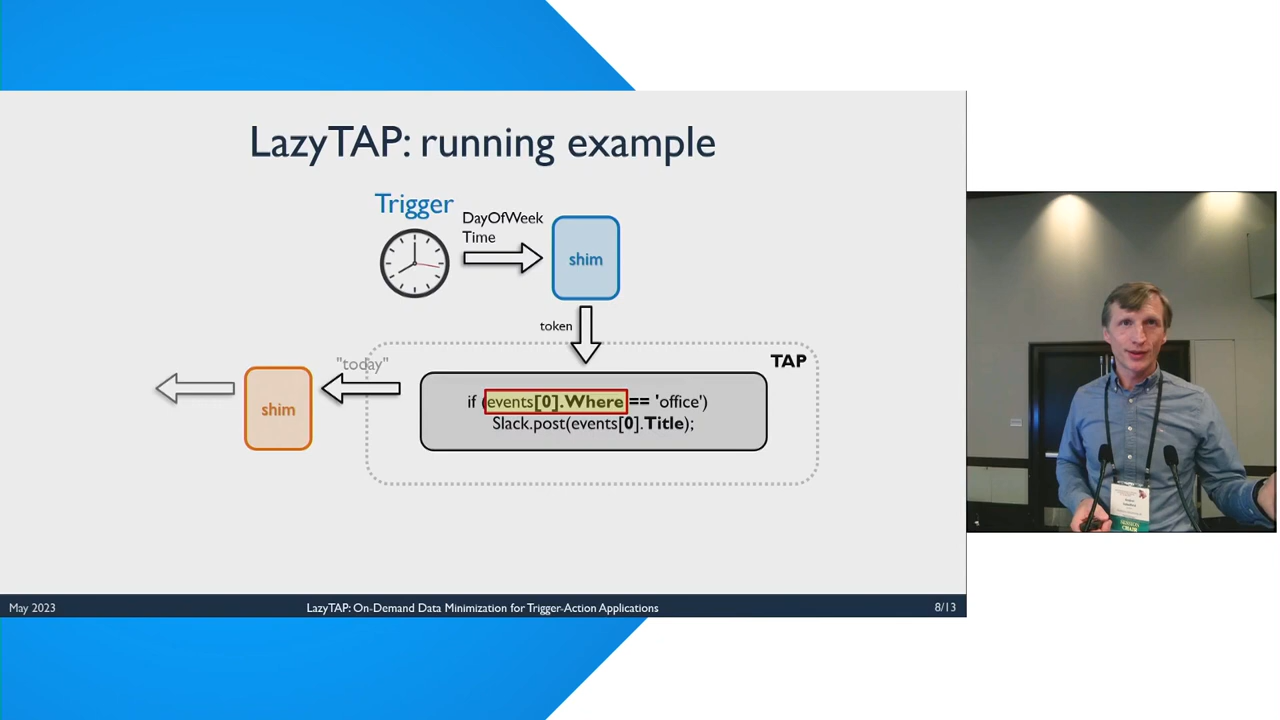 LazyTAP: running example
Trigger
DayOfWeek
Time
shim
token
TAP
"today"
shim
if (events[0].Where == 'office')
Slack.post(events[0].Title);
May 2023
LazyTAP: On-Demand Data Minimization for Trigger-Action Applications
8/13